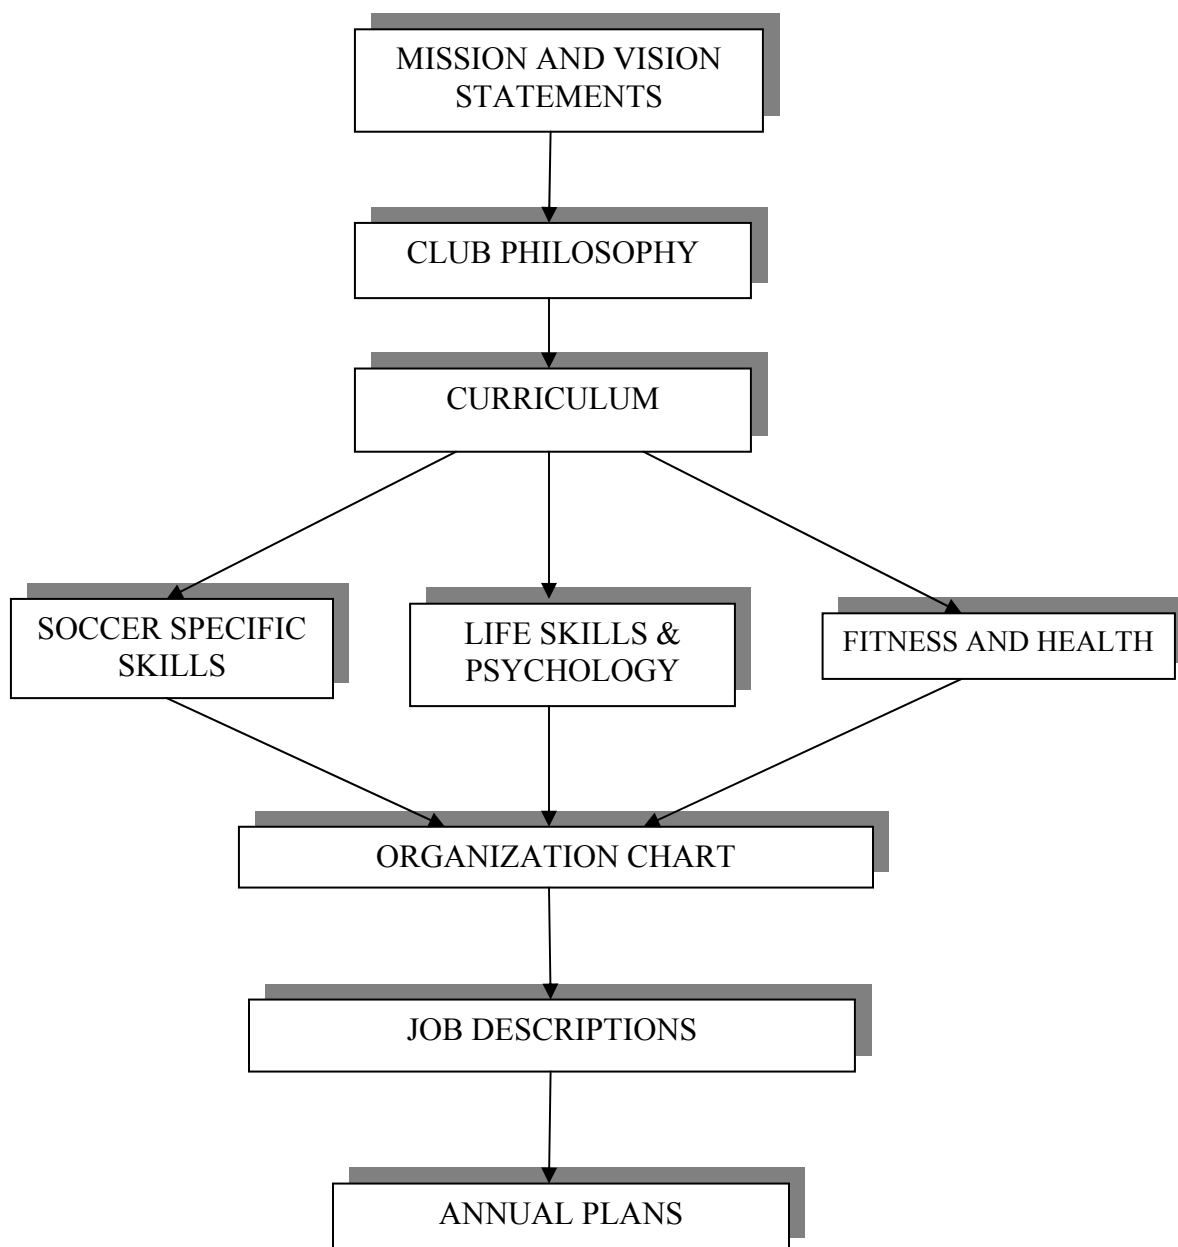 MISSION AND VISION
STATEMENTS
CLUB PHILOSOPHY
CURRICULUM
SOCCER SPECIFIC
SKILLS
LIFE SKILLS &
PSYCHOLOGY
FITNESS AND HEALTH
ORGANIZATION CHART
JOB DESCRIPTIONS
ANNUAL PLANS